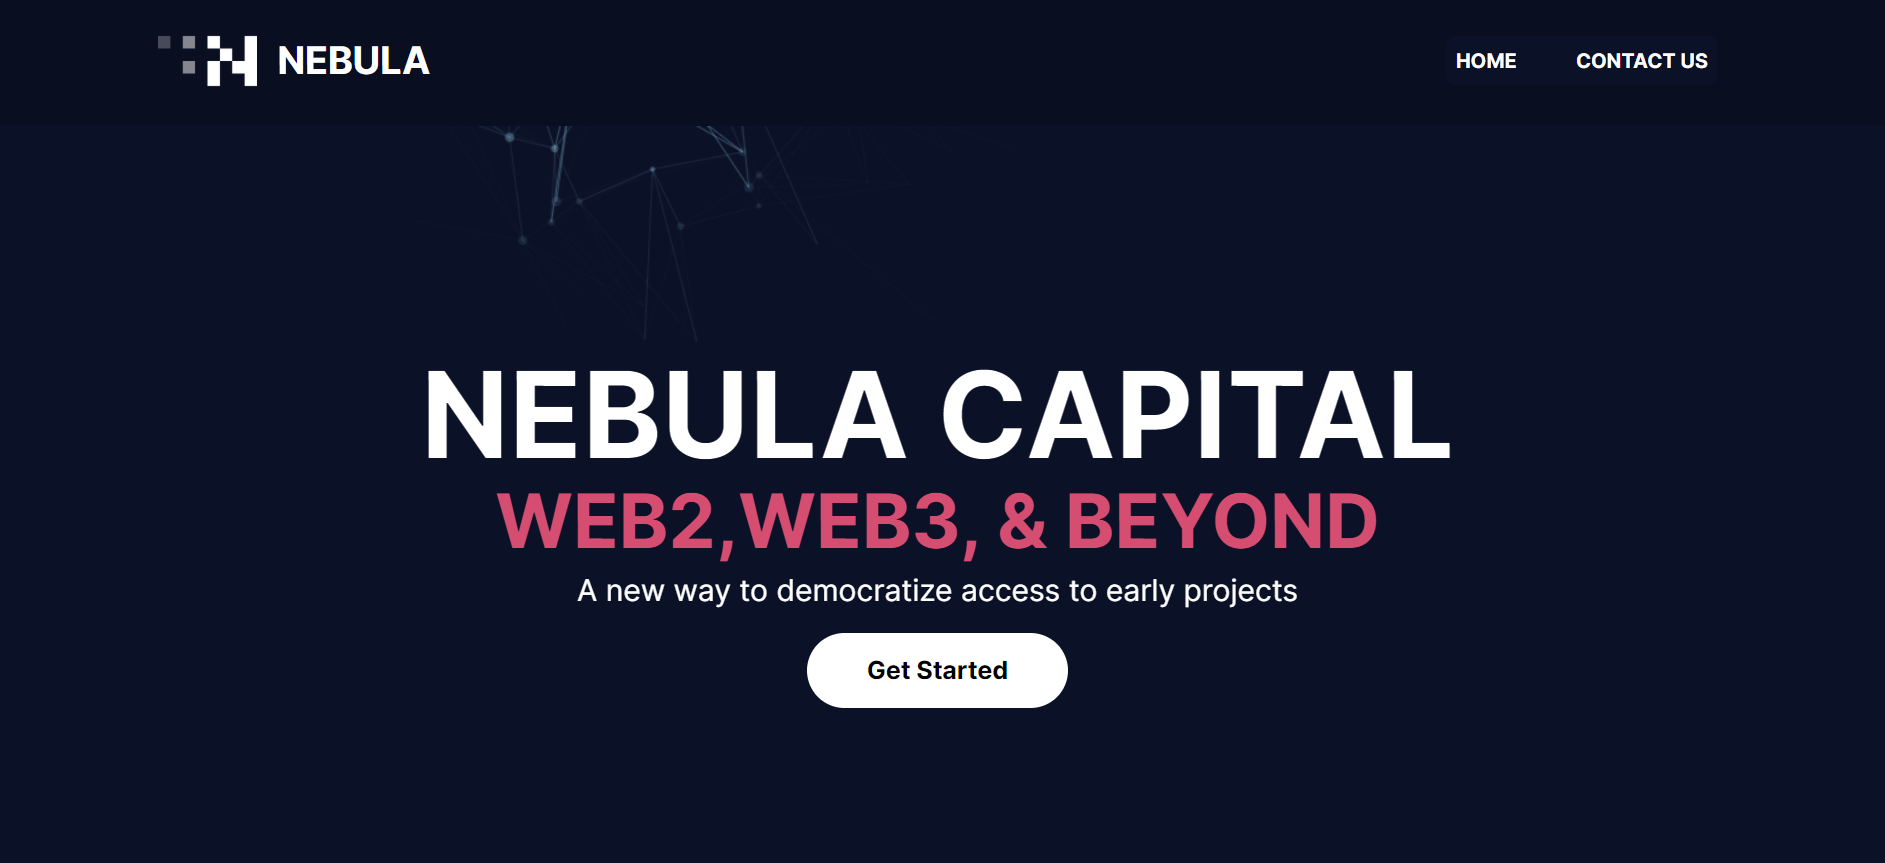 NEBULA
HOME
CONTACT US
NEBULA CAPITAL
WEB2,WEB3, & BEYOND
A new way to democratize access to early projects
Get Started